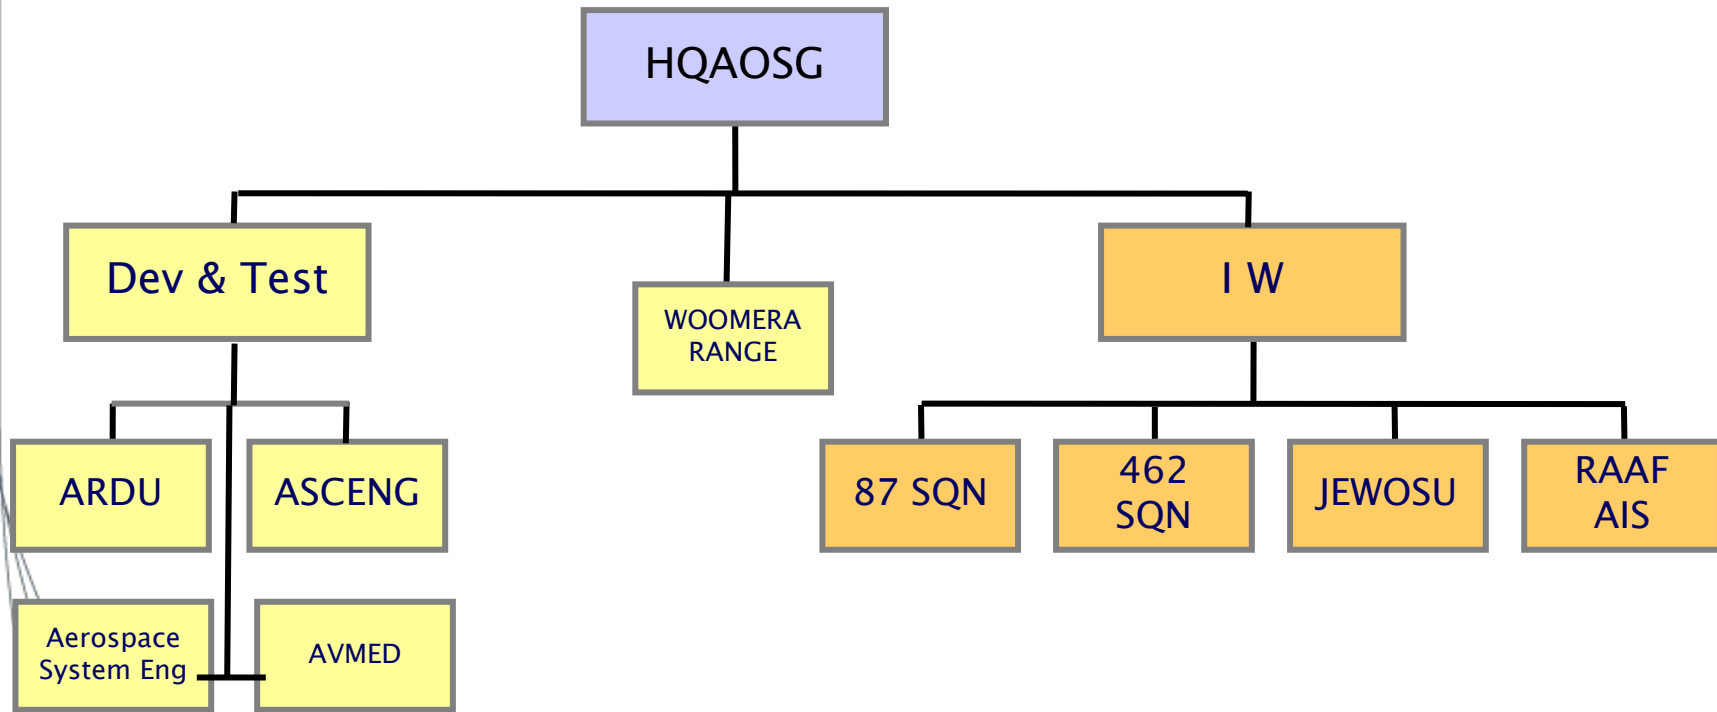 HQAOSG
Dev & Test
WOOMERA
RANGE
I W
ARDU
ASCENG
87 SQN
462
SQN
JEWOSU
RAAF
AIS
Aerospace
System Eng
AVMED